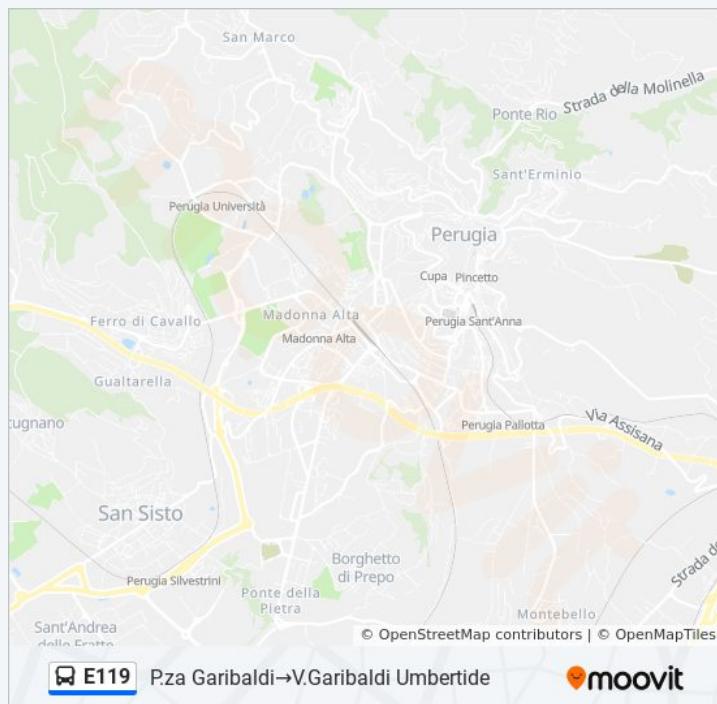 San Marco
Strada della Molinella
Ponte Rio
Sant'Erminio
Perugia Università
Perugia
Cupa
Pincetto
Madonna Alta
Ferro di Cavallo
Perugia Sant'Anna
Madonna Alta
Gualtarella
cugnano
Via Assisana
Perugia Pallotta
San Sisto
Borghetto
di Prepo
Perugia Silvestrini
Ponte della
Pietra
Strada de
Montebello
Sant'Andrea
delle Fratte
© OpenStreetMap contributors | © OpenMapTiles
E119 P.za Garibaldi→V.Garibaldi Umbertide
moovit